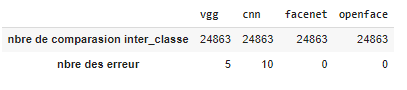 vgg cnn facenet openface
nbre de comparasion inter_classe 24863 24863 24863 24863
nbre des erreur 5 10 0 0